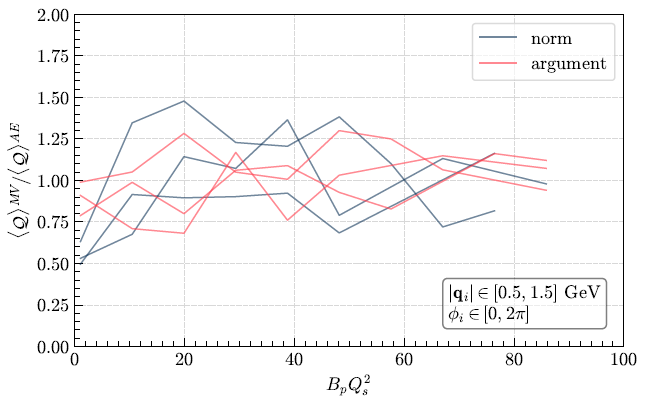 2.00
1.75
1.50
1.25
1.00
0.75
0.50
0.25
0.00
⟨𝒬⟩^{MV}/⟨𝒬⟩^{AE}
norm
argument
|𝐪_i| ∈ [0.5, 1.5] GeV
ϕ_i ∈ [0, 2π]
0 20 40 60 80 100
B_pQ_s^2